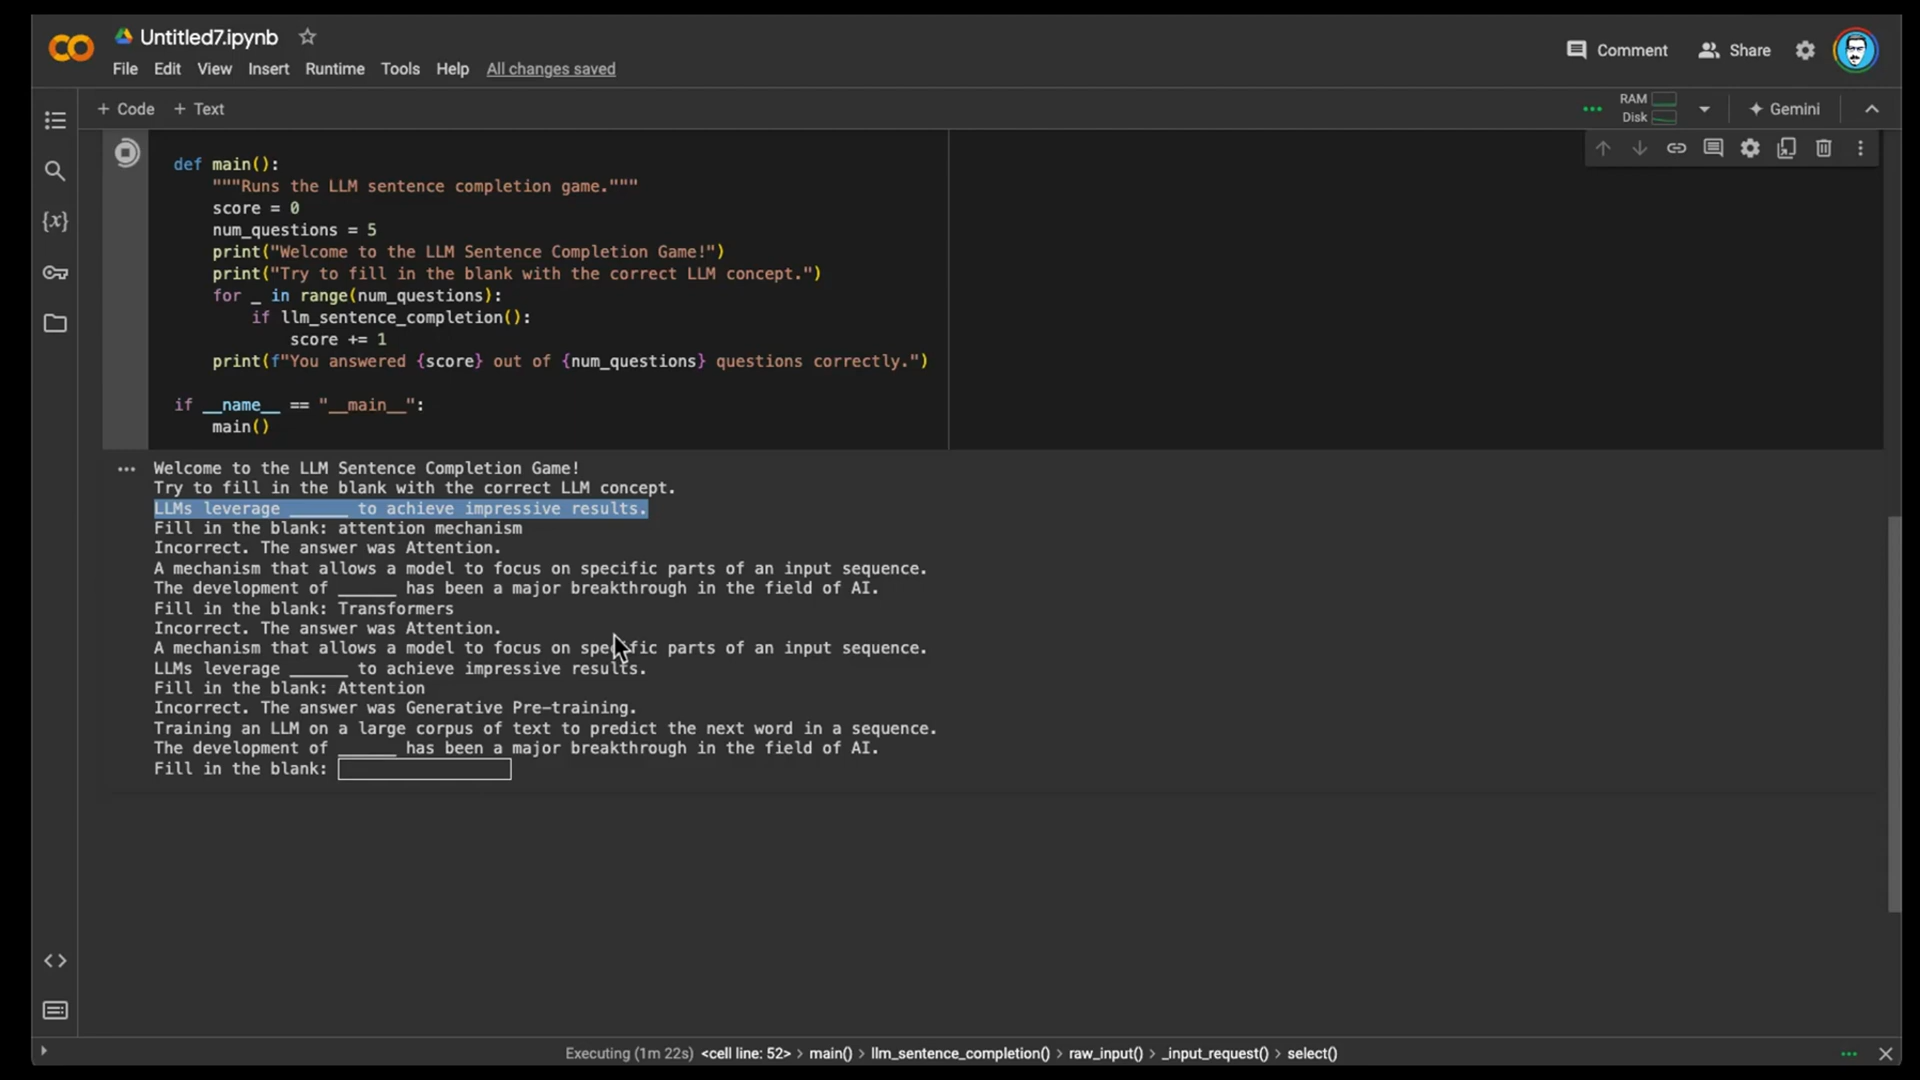 Untitled7.ipynb
Comment
Share
File Edit View Insert Runtime Tools Help All changes saved
+ Code + Text
RAM
Disk
Gemini
def main():
"""Runs the LLM sentence completion game."""
score = 0
num_questions = 5
print("Welcome to the LLM Sentence Completion Game!")
print("Try to fill in the blank with the correct LLM concept.")
for _ in range(num_questions):
if llm_sentence_completion():
score += 1
print(f"You answered {score} out of {num_questions} questions correctly.")
if __name__ == "__main__":
main()
Welcome to the LLM Sentence Completion Game!
Try to fill in the blank with the correct LLM concept.
LLMs leverage ______ to achieve impressive results.
Fill in the blank: attention mechanism
Incorrect. The answer was Attention.
A mechanism that allows a model to focus on specific parts of an input sequence.
The development of ______ has been a major breakthrough in the field of AI.
Fill in the blank: Transformers
Incorrect. The answer was Attention.
A mechanism that allows a model to focus on specific parts of an input sequence.
LLMs leverage ______ to achieve impressive results.
Fill in the blank: Attention
Incorrect. The answer was Generative Pre-training.
Training an LLM on a large corpus of text to predict the next word in a sequence.
The development of ______ has been a major breakthrough in the field of AI.
Fill in the blank:
Executing (1m 22s) <cell line: 52> > main() > llm_sentence_completion() > raw_input() > _input_request() > select()